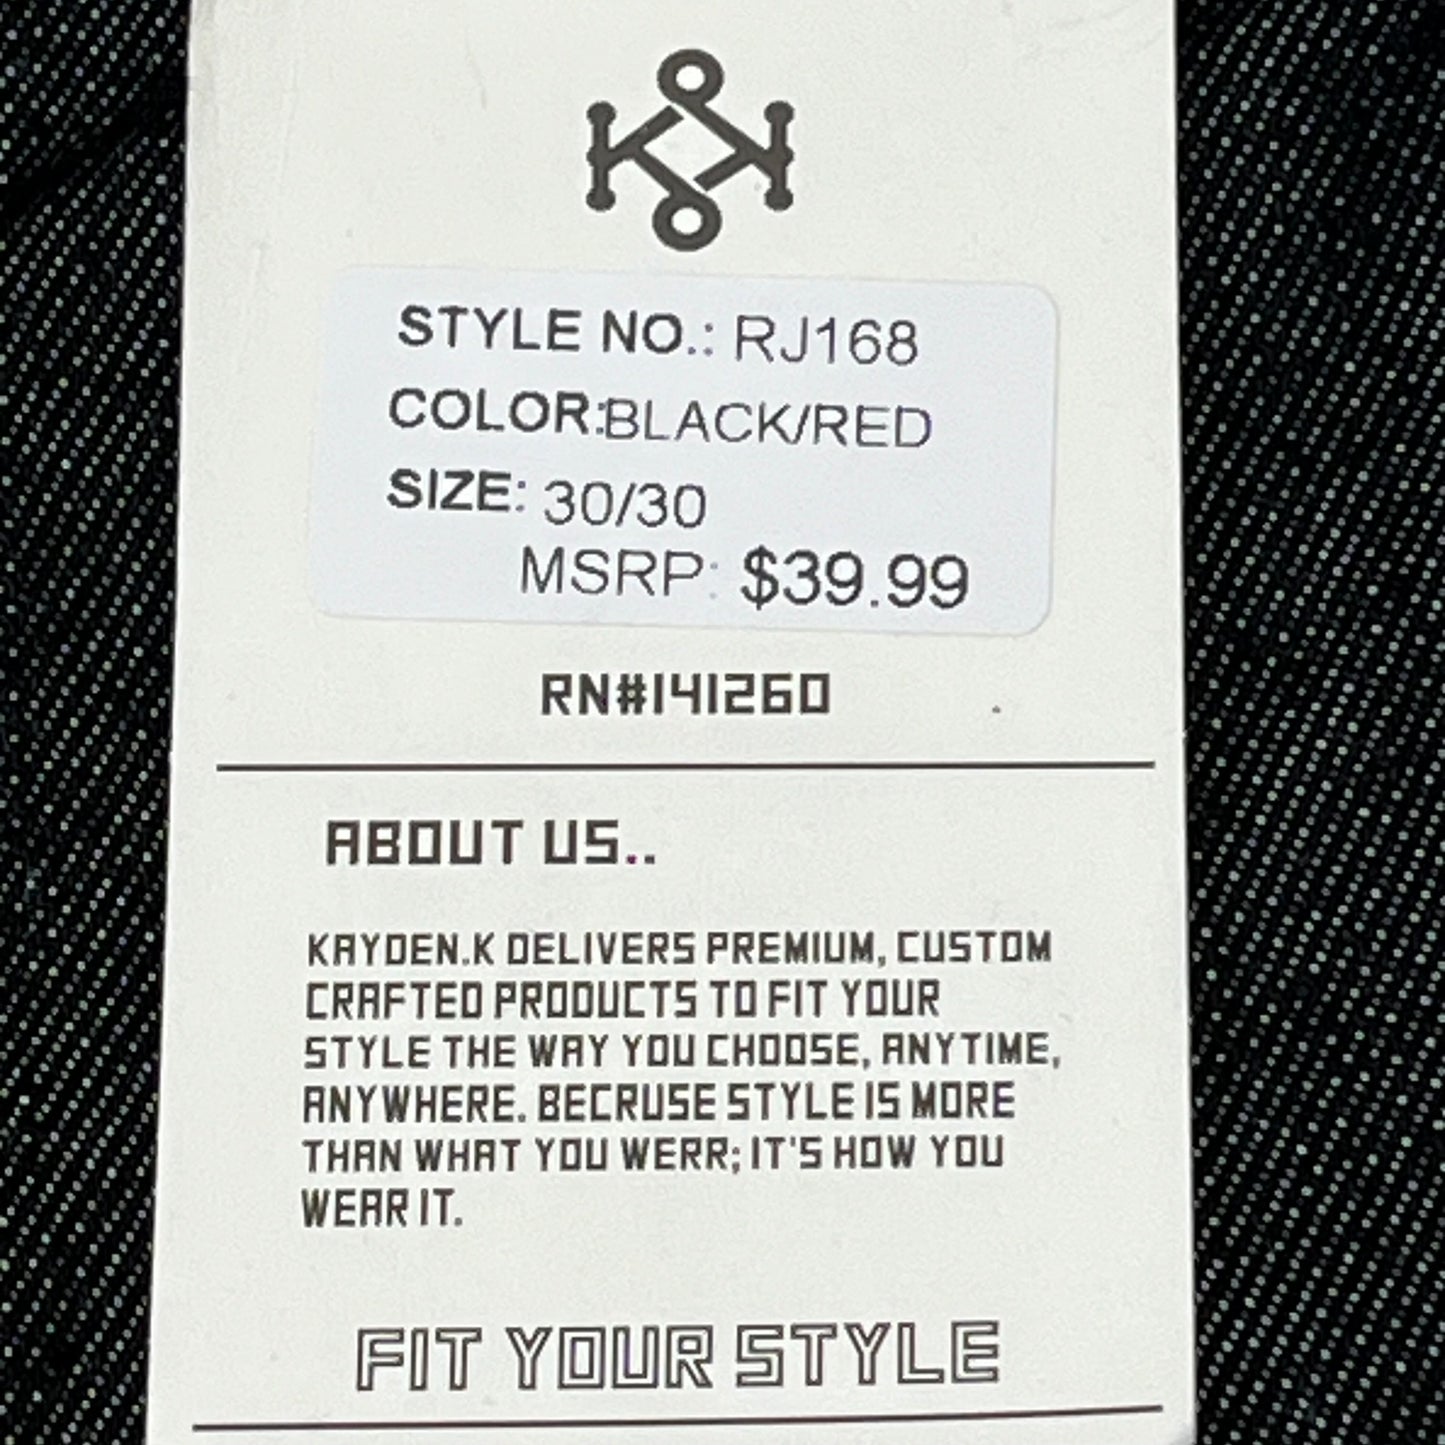 STYLE NO.: RJ168
COLOR:BLACK/RED
SIZE: 30/30
MSRP: $39.99
RN#141260
ABOUT US..
KAYDEN.K DELIVERS PREMIUM, CUSTOM
CRAFTED PRODUCTS TO FIT YOUR
STYLE THE WAY YOU CHOOSE, ANYTIME,
ANYWHERE. BECAUSE STYLE IS MORE
THAN WHAT YOU WEAR; IT'S HOW YOU
WEAR IT.
FIT YOUR STYLE